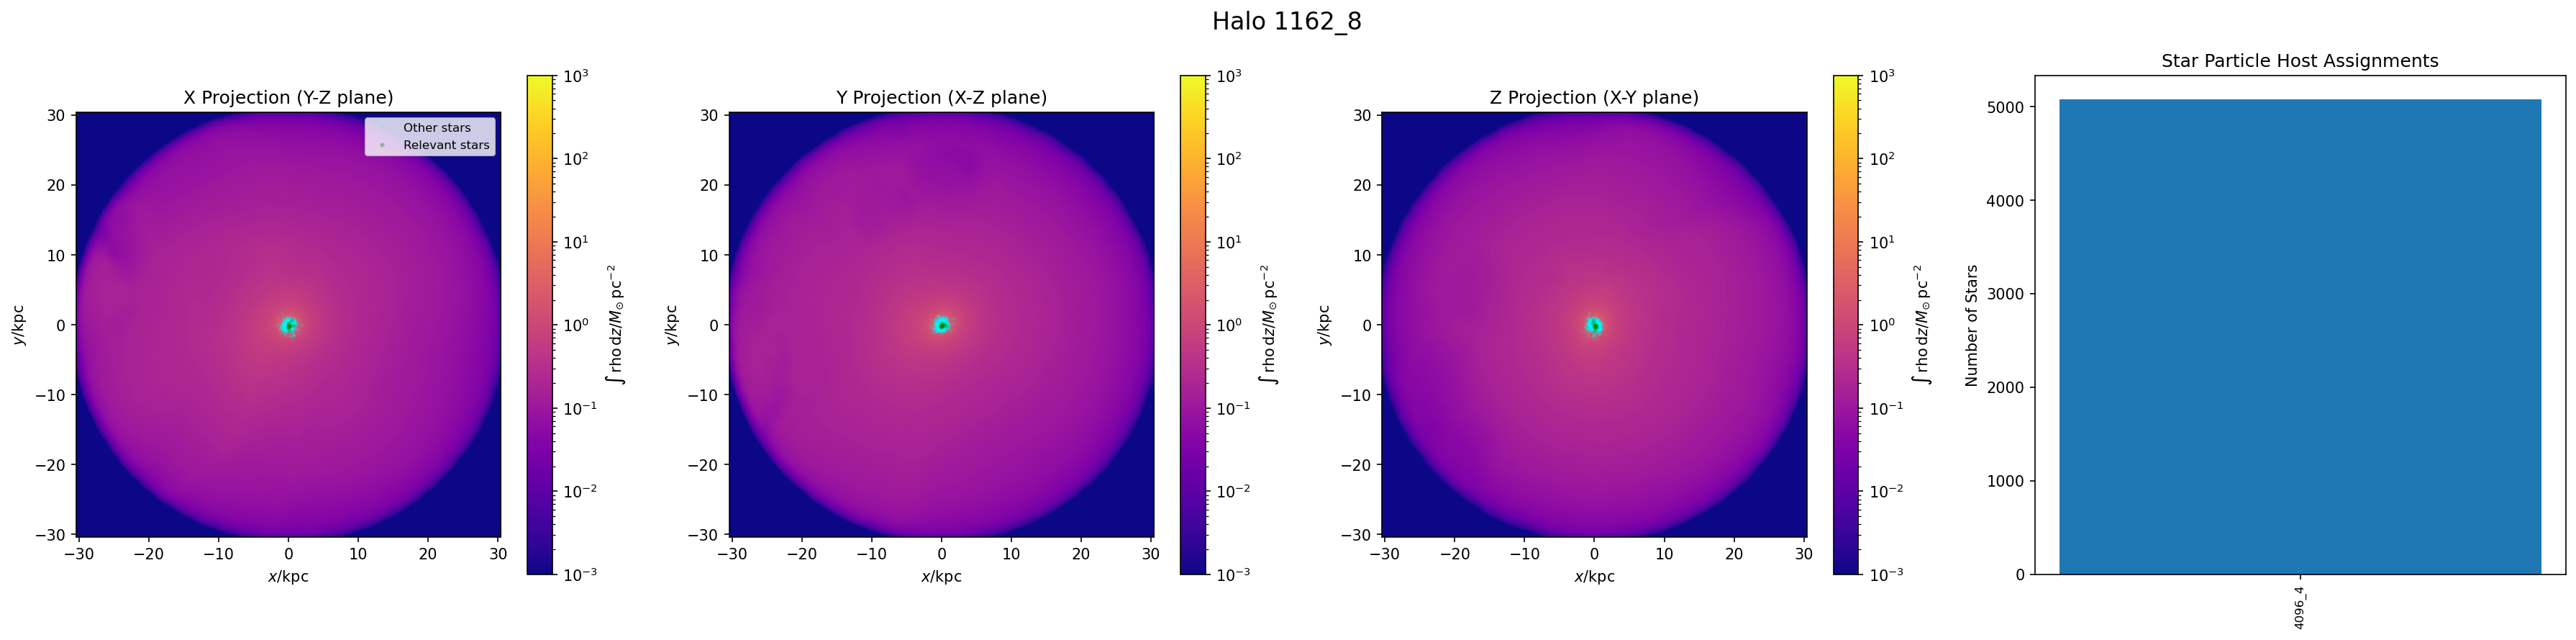 Halo 1162_8
X Projection (Y-Z plane)
Other stars
Relevant stars
30
20
10
0
−10
−20
−30
−30 −20 −10 0 10 20 30
x/kpc
y/kpc
10³
10²
10¹
10⁰
10⁻¹
10⁻²
10⁻³
∫ rho dz/M⊙ pc⁻²
Y Projection (X-Z plane)
30
20
10
0
−10
−20
−30
−30 −20 −10 0 10 20 30
x/kpc
y/kpc
10³
10²
10¹
10⁰
10⁻¹
10⁻²
10⁻³
∫ rho dz/M⊙ pc⁻²
Z Projection (X-Y plane)
30
20
10
0
−10
−20
−30
−30 −20 −10 0 10 20 30
x/kpc
y/kpc
10³
10²
10¹
10⁰
10⁻¹
10⁻²
10⁻³
∫ rho dz/M⊙ pc⁻²
Star Particle Host Assignments
5000
4000
3000
2000
1000
0
Number of Stars
4096_4